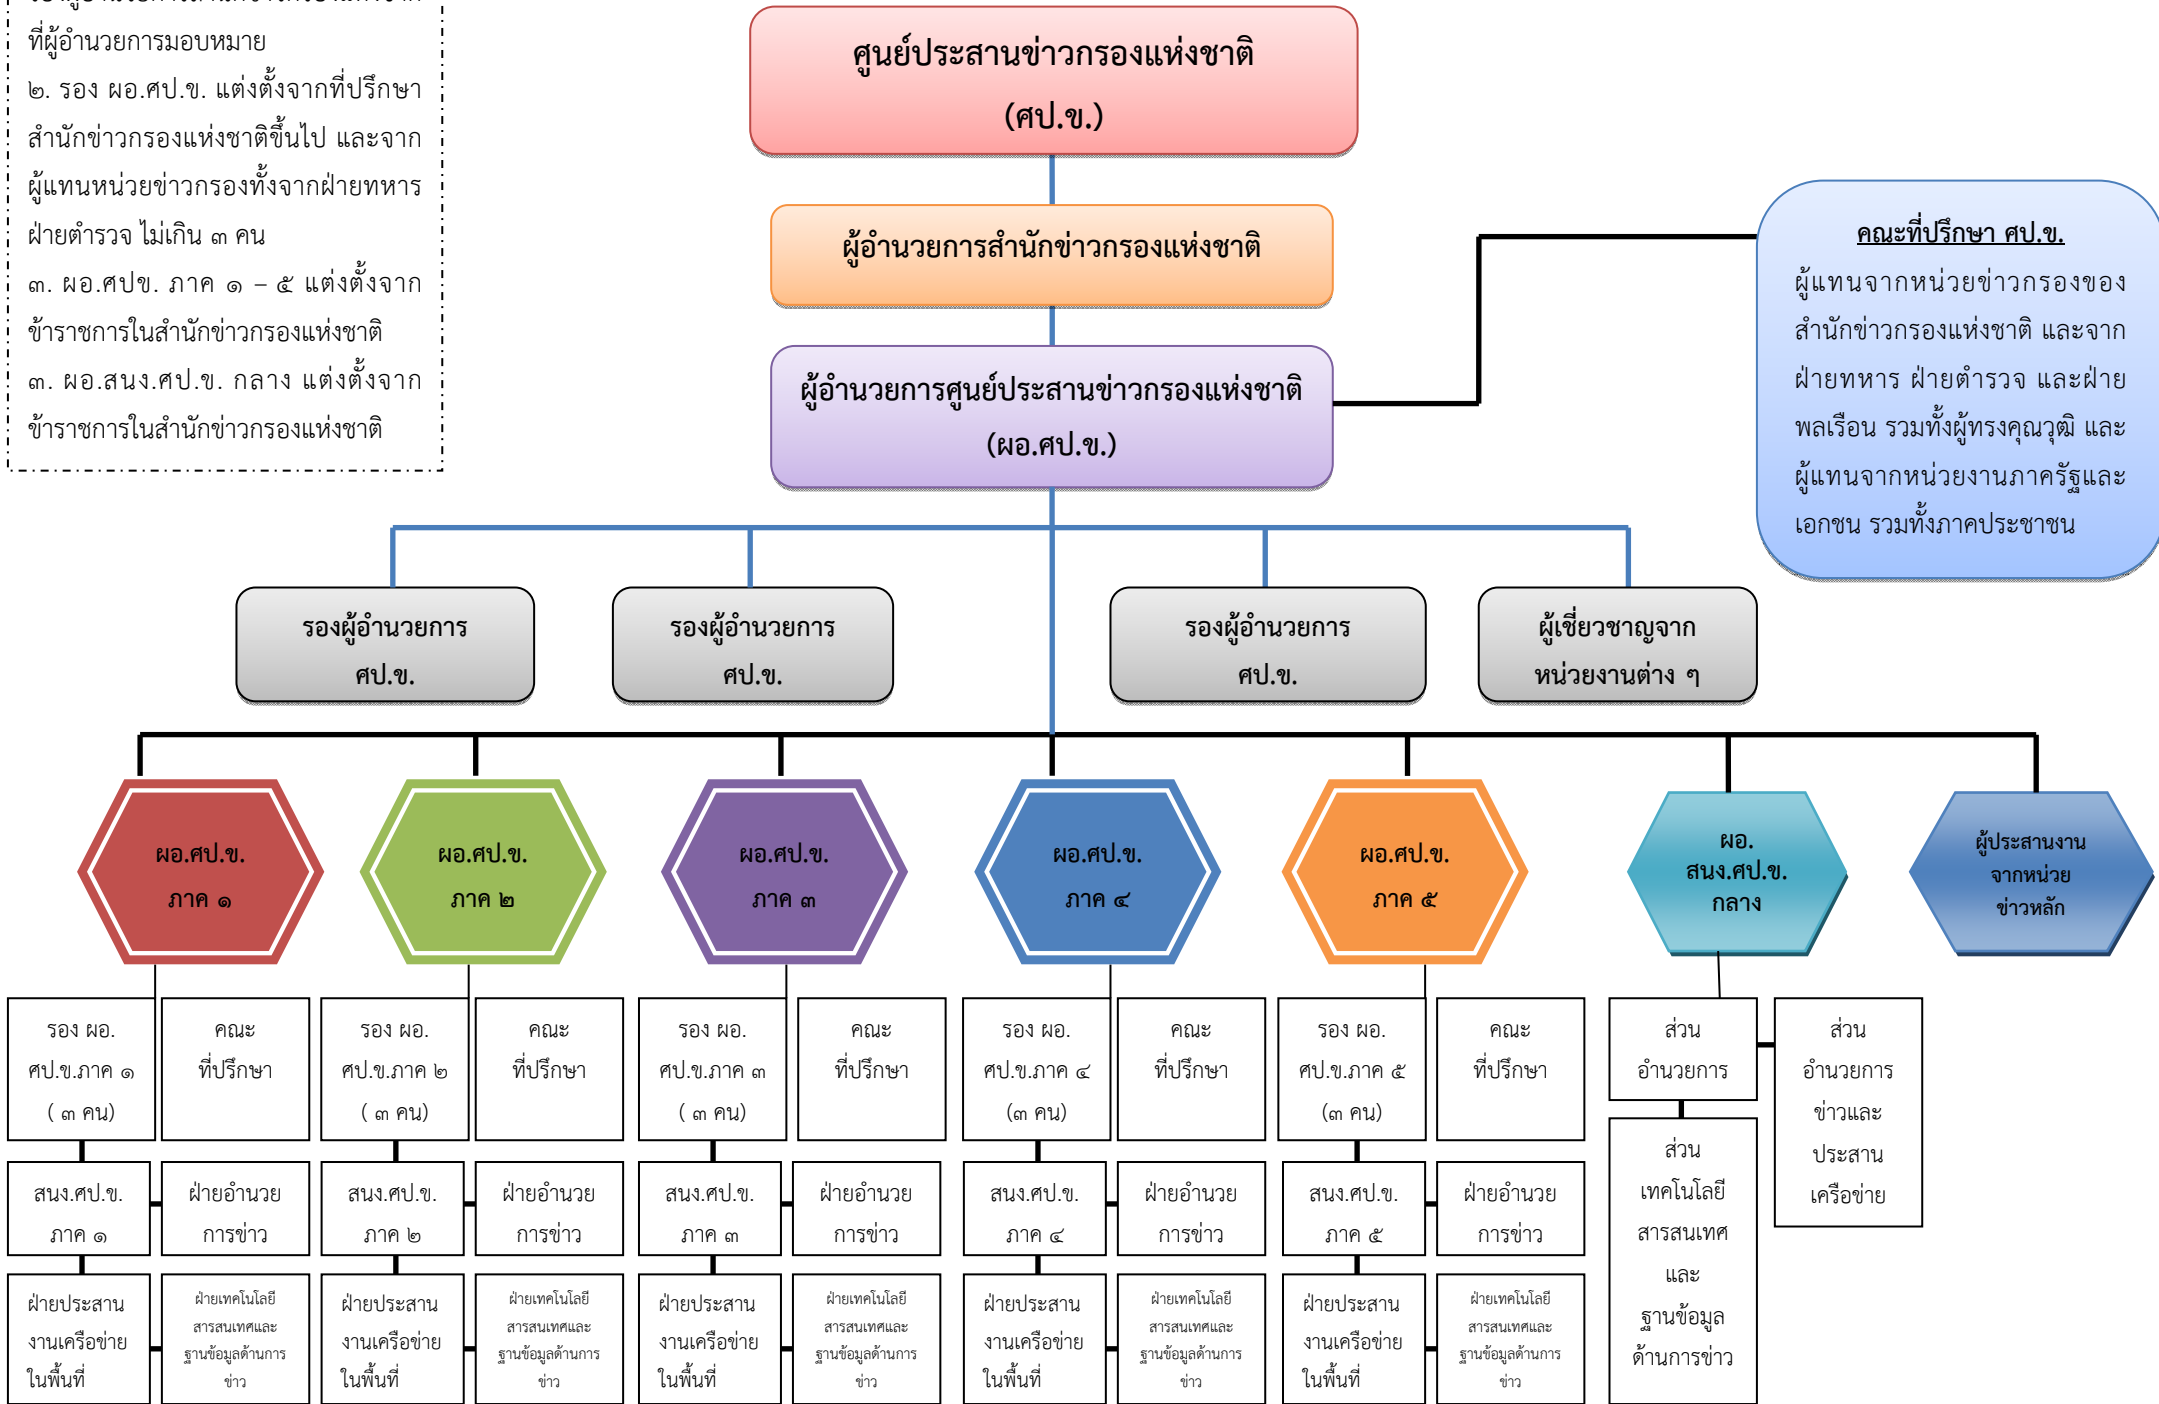 ที่ผู้อำนวยการมอบหมาย
๒. รอง ผอ.ศป.ข. แต่งตั้งจากที่ปรึกษา
สำนักข่าวกรองแห่งชาติขึ้นไป และจาก
ผู้แทนหน่วยข่าวกรองทั้งจากฝ่ายทหาร
ฝ่ายตำรวจ ไม่เกิน ๓ คน
๓. ผอ.ศปข. ภาค ๑ – ๕ แต่งตั้งจาก
ข้าราชการในสำนักข่าวกรองแห่งชาติ
๓. ผอ.สนง.ศป.ข. กลาง แต่งตั้งจาก
ข้าราชการในสำนักข่าวกรองแห่งชาติ
ศูนย์ประสานข่าวกรองแห่งชาติ
(ศป.ข.)
ผู้อำนวยการสำนักข่าวกรองแห่งชาติ
ผู้อำนวยการศูนย์ประสานข่าวกรองแห่งชาติ
(ผอ.ศป.ข.)
คณะที่ปรึกษา ศป.ข.
ผู้แทนจากหน่วยข่าวกรองของ
สำนักข่าวกรองแห่งชาติ และจาก
ฝ่ายทหาร ฝ่ายตำรวจ และฝ่าย
พลเรือน รวมทั้งผู้ทรงคุณวุฒิ และ
ผู้แทนจากหน่วยงานภาครัฐและ
เอกชน รวมทั้งภาคประชาชน
รองผู้อำนวยการ
ศป.ข.
รองผู้อำนวยการ
ศป.ข.
รองผู้อำนวยการ
ศป.ข.
ผู้เชี่ยวชาญจาก
หน่วยงานต่าง ๆ
ผอ.ศป.ข.
ภาค ๑
ผอ.ศป.ข.
ภาค ๒
ผอ.ศป.ข.
ภาค ๓
ผอ.ศป.ข.
ภาค ๔
ผอ.ศป.ข.
ภาค ๕
ผอ.
สนง.ศป.ข.
กลาง
ผู้ประสานงาน
จากหน่วย
ข่าวหลัก
รอง ผอ.
ศป.ข.ภาค ๑
( ๓ คน)
คณะ
ที่ปรึกษา
รอง ผอ.
ศป.ข.ภาค ๒
( ๓ คน)
คณะ
ที่ปรึกษา
รอง ผอ.
ศป.ข.ภาค ๓
( ๓ คน)
คณะ
ที่ปรึกษา
รอง ผอ.
ศป.ข.ภาค ๔
(๓ คน)
คณะ
ที่ปรึกษา
รอง ผอ.
ศป.ข.ภาค ๕
(๓ คน)
คณะ
ที่ปรึกษา
ส่วน
อำนวยการ
ส่วน
อำนวยการ
ข่าวและ
ประสาน
เครือข่าย
สนง.ศป.ข.
ภาค ๑
ฝ่ายอำนวย
การข่าว
สนง.ศป.ข.
ภาค ๒
ฝ่ายอำนวย
การข่าว
สนง.ศป.ข.
ภาค ๓
ฝ่ายอำนวย
การข่าว
สนง.ศป.ข.
ภาค ๔
ฝ่ายอำนวย
การข่าว
สนง.ศป.ข.
ภาค ๕
ฝ่ายอำนวย
การข่าว
ส่วน
เทคโนโลยี
สารสนเทศ
และ
ฐานข้อมูล
ด้านการข่าว
ฝ่ายประสาน
งานเครือข่าย
ในพื้นที่
ฝ่ายเทคโนโลยี
สารสนเทศและ
ฐานข้อมูลด้านการ
ข่าว
ฝ่ายประสาน
งานเครือข่าย
ในพื้นที่
ฝ่ายเทคโนโลยี
สารสนเทศและ
ฐานข้อมูลด้านการ
ข่าว
ฝ่ายประสาน
งานเครือข่าย
ในพื้นที่
ฝ่ายเทคโนโลยี
สารสนเทศและ
ฐานข้อมูลด้านการ
ข่าว
ฝ่ายประสาน
งานเครือข่าย
ในพื้นที่
ฝ่ายเทคโนโลยี
สารสนเทศและ
ฐานข้อมูลด้านการ
ข่าว
ฝ่ายประสาน
งานเครือข่าย
ในพื้นที่
ฝ่ายเทคโนโลยี
สารสนเทศและ
ฐานข้อมูลด้านการ
ข่าว